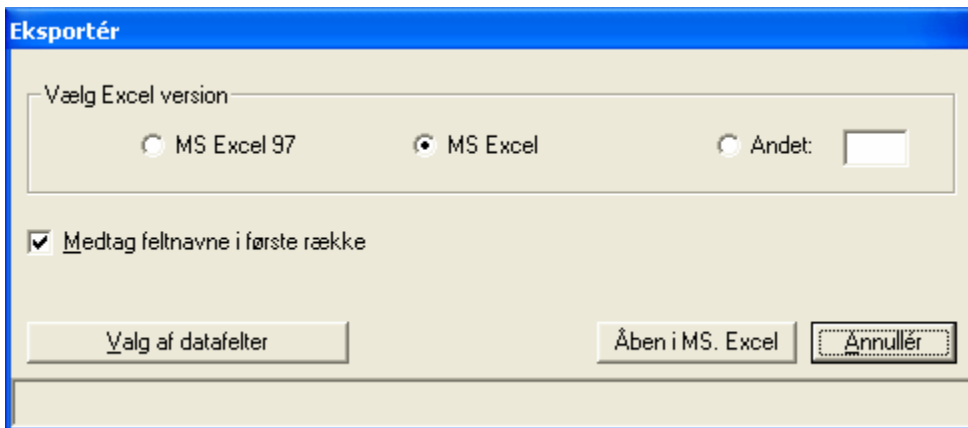 Eksportér
Vælg Excel version
MS Excel 97 MS Excel Andet:
Medtag feltnavne i første række
Valg af datafelter Åben i MS. Excel Annullér